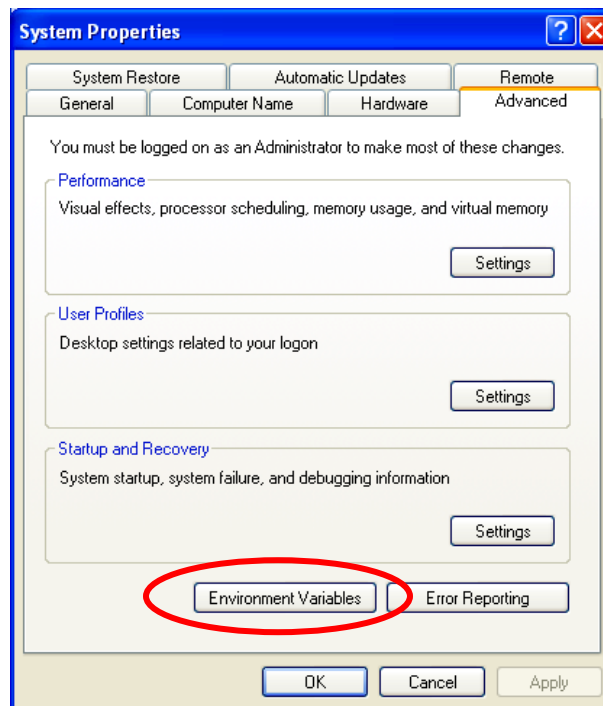 System Properties
?
System Restore Automatic Updates Remote
General Computer Name Hardware Advanced
You must be logged on as an Administrator to make most of these changes.
Performance
Visual effects, processor scheduling, memory usage, and virtual memory
Settings
User Profiles
Desktop settings related to your logon
Settings
Startup and Recovery
System startup, system failure, and debugging information
Settings
Environment Variables Error Reporting
OK Cancel Apply